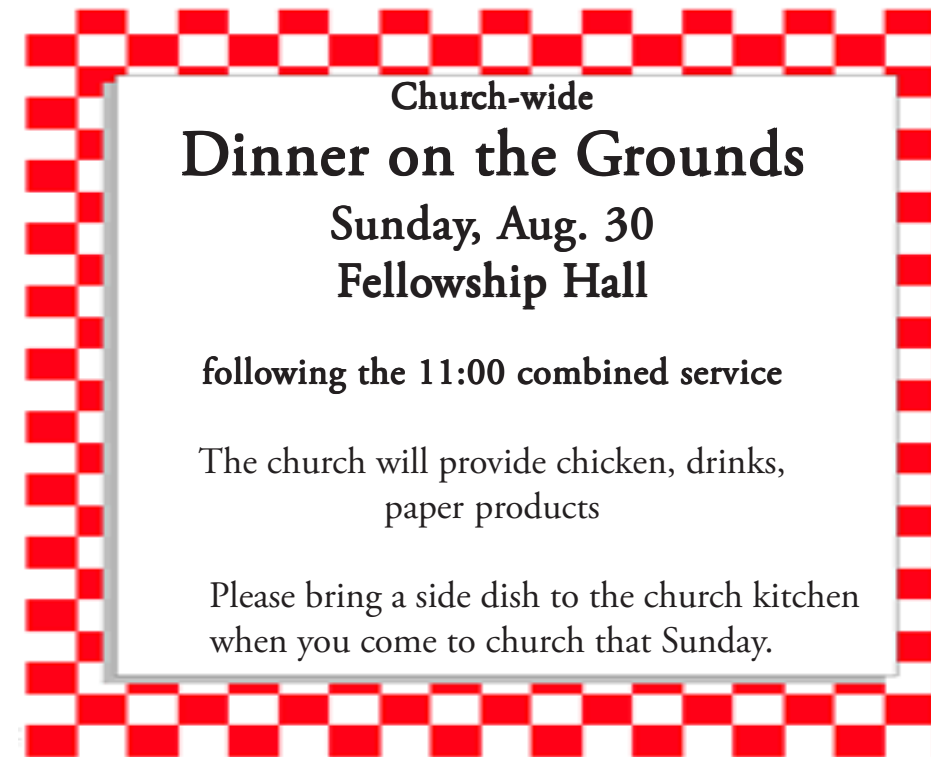 Church-wide
Dinner on the Grounds
Sunday, Aug. 30
Fellowship Hall
following the 11:00 combined service
The church will provide chicken, drinks,
paper products
Please bring a side dish to the church kitchen
when you come to church that Sunday.